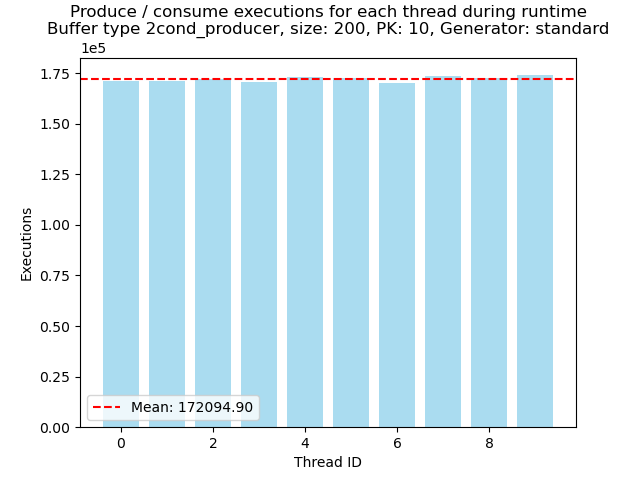 Produce / consume executions for each thread during runtime
Buffer type 2cond_producer, size: 200, PK: 10, Generator: standard
1e5
1.75
1.50
1.25
1.00
0.75
0.50
0.25
0.00
Executions
Mean: 172094.90
0 2 4 6 8
Thread ID